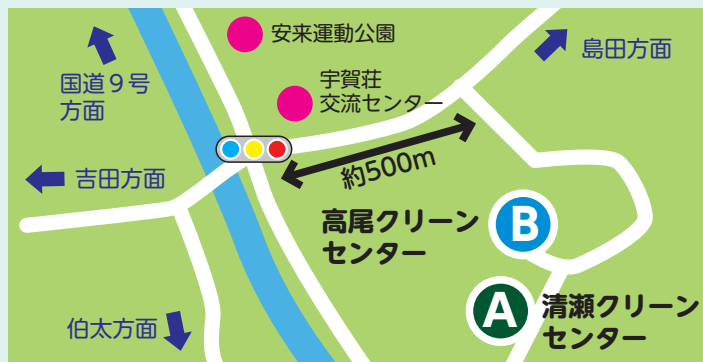 安来運動公園
島田方面
国道9号
方面
宇賀荘
交流センター
吉田方面
約500m
高尾クリーン
センター
B
伯太方面
A
清瀬クリーン
センター